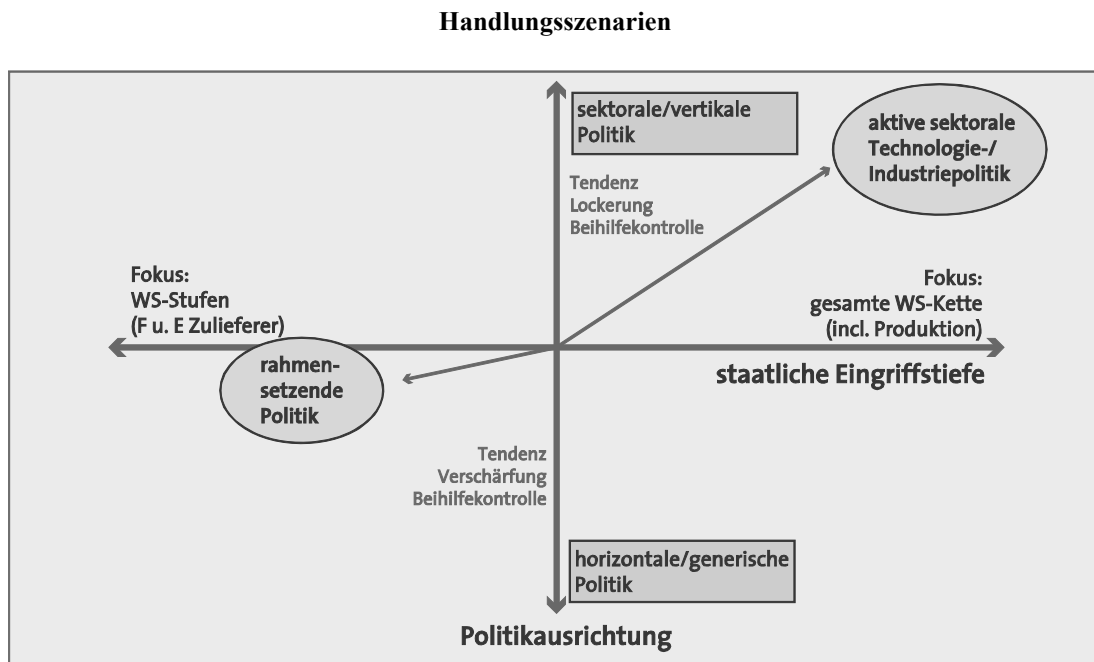 Handlungsszenarien
sektorale/vertikale
Politik
aktive sektorale
Technologie-/
Industriepolitik
Tendenz
Lockerung
Beihilfekontrolle
Fokus:
WS-Stufen
(F u. E Zulieferer)
Fokus:
gesamte WS-Kette
(incl. Produktion)
rahmen-
setzende
Politik
staatliche Eingriffstiefe
Tendenz
Verschärfung
Beihilfekontrolle
horizontale/generische
Politik
Politikausrichtung